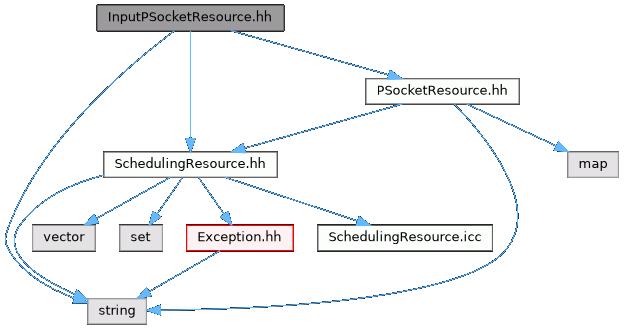 InputPSocketResource.hh
PSocketResource.hh
SchedulingResource.hh
map
vector
set
Exception.hh
SchedulingResource.icc
string